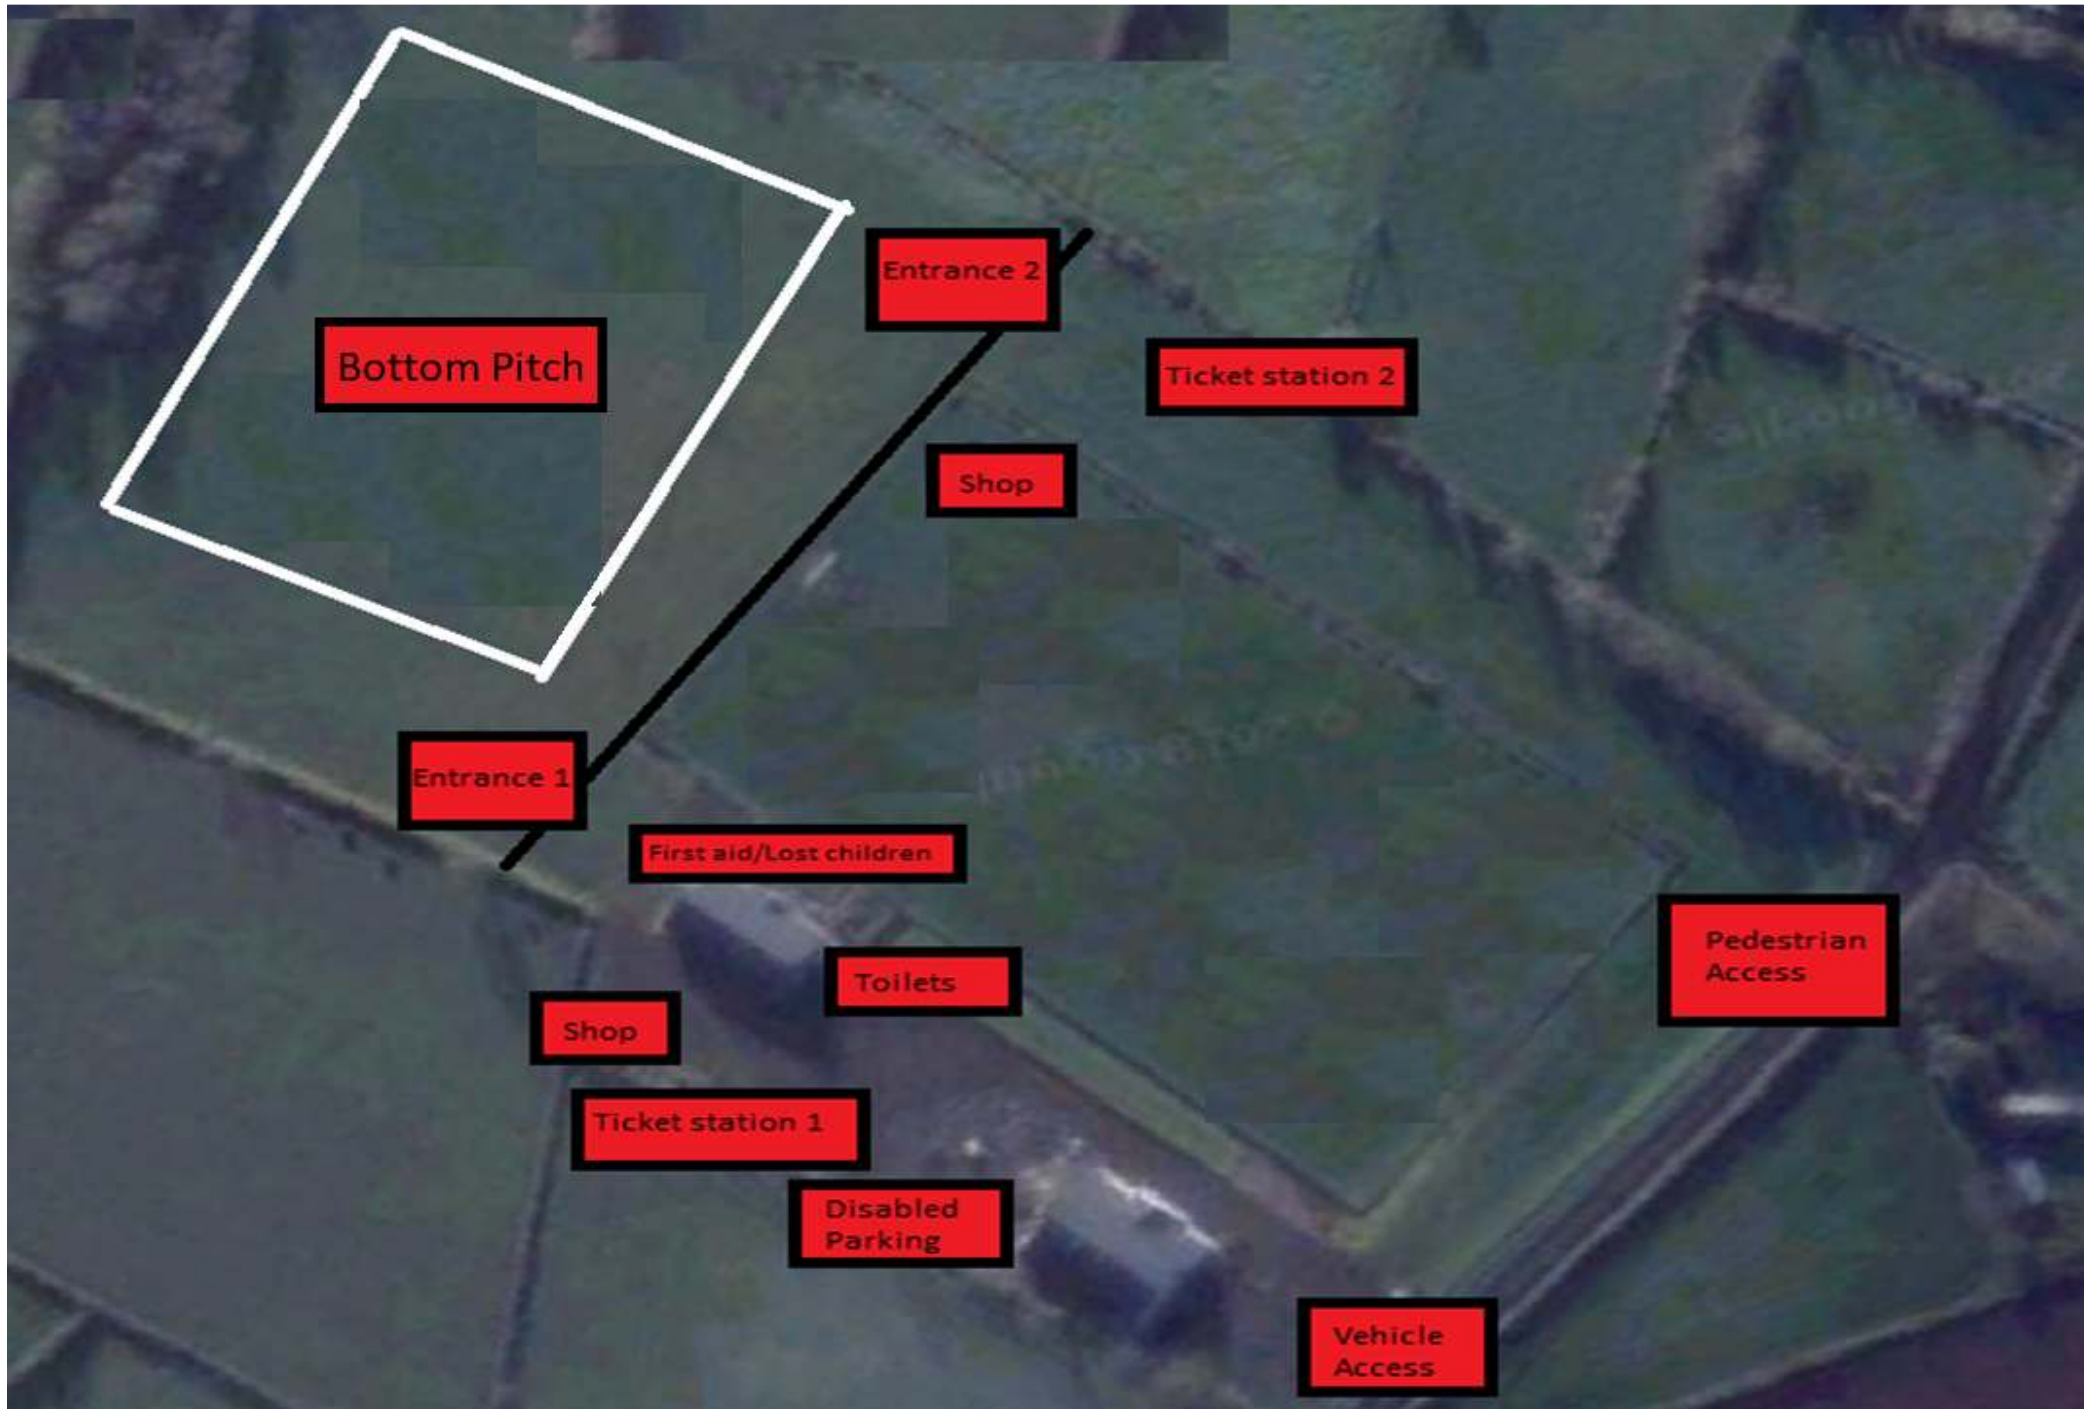 Entrance 2
Bottom Pitch
Ticket station 2
Shop
Entrance 1
First aid/Lost children
Pedestrian
Access
Toilets
Shop
Ticket station 1
Disabled
Parking
Vehicle
Access